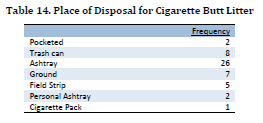 Table 14. Place of Disposal for Cigarette Butt Litter
Frequency
Pocketed 2
Trash can 8
Ashtray 26
Ground 7
Field Strip 5
Personal Ashtray 2
Cigarette Pack 1